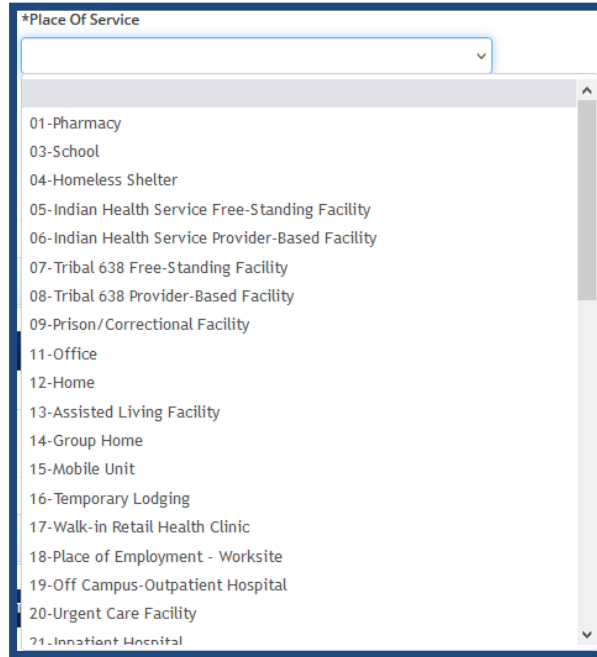 *Place Of Service
01-Pharmacy
03-School
04-Homeless Shelter
05-Indian Health Service Free-Standing Facility
06-Indian Health Service Provider-Based Facility
07-Tribal 638 Free-Standing Facility
08-Tribal 638 Provider-Based Facility
09-Prison/Correctional Facility
11-Office
12-Home
13-Assisted Living Facility
14-Group Home
15-Mobile Unit
16-Temporary Lodging
17-Walk-in Retail Health Clinic
18-Place of Employment - Worksite
19-Off Campus-Outpatient Hospital
20-Urgent Care Facility
21-Inpatient Hospital